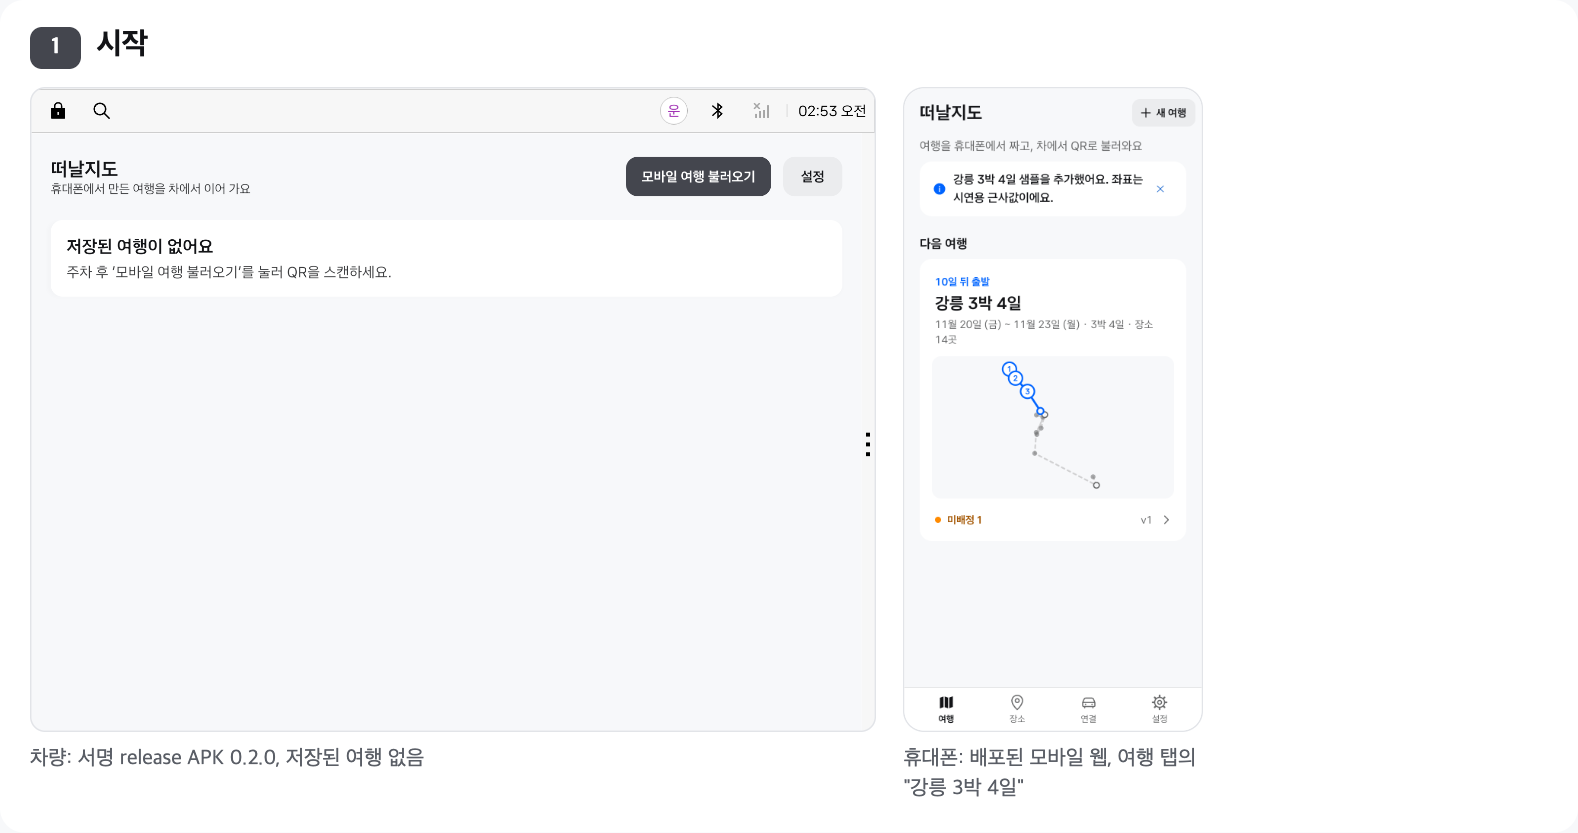 1 시작
운
02:53 오전
떠날지도
휴대폰에서 만든 여행을 차에서 이어 가요
모바일 여행 불러오기
설정
저장된 여행이 없어요
주차 후 '모바일 여행 불러오기'를 눌러 QR을 스캔하세요.
차량: 서명 release APK 0.2.0, 저장된 여행 없음
떠날지도
+ 새 여행
여행을 휴대폰에서 짜고, 차에서 QR로 불러와요
강릉 3박 4일 샘플을 추가했어요. 좌표는
시연용 근사값이에요.
다음 여행
10일 뒤 출발
강릉 3박 4일
11월 20일 (금) ~ 11월 23일 (월) · 3박 4일 · 장소
14곳
1
2
3
미배정 1
v1
여행
장소
연결
설정
휴대폰: 배포된 모바일 웹, 여행 탭의
"강릉 3박 4일"